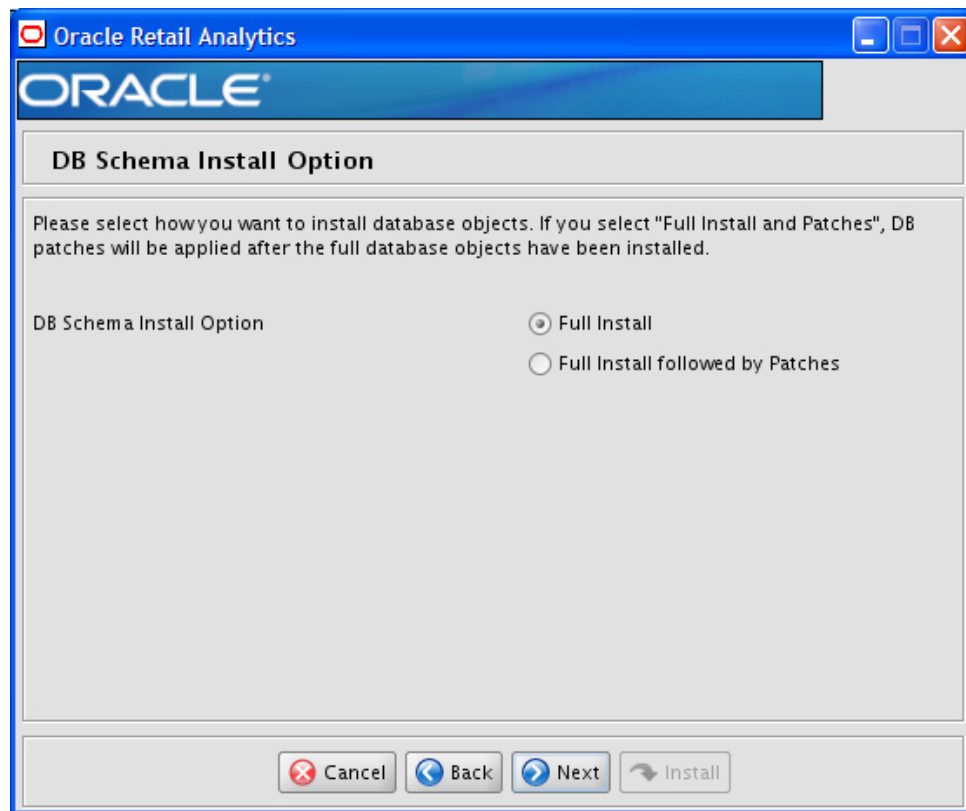 Oracle Retail Analytics
ORACLE®
DB Schema Install Option
Please select how you want to install database objects. If you select "Full Install and Patches", DB
patches will be applied after the full database objects have been installed.
DB Schema Install Option
Full Install
Full Install followed by Patches
Cancel
Back
Next
Install